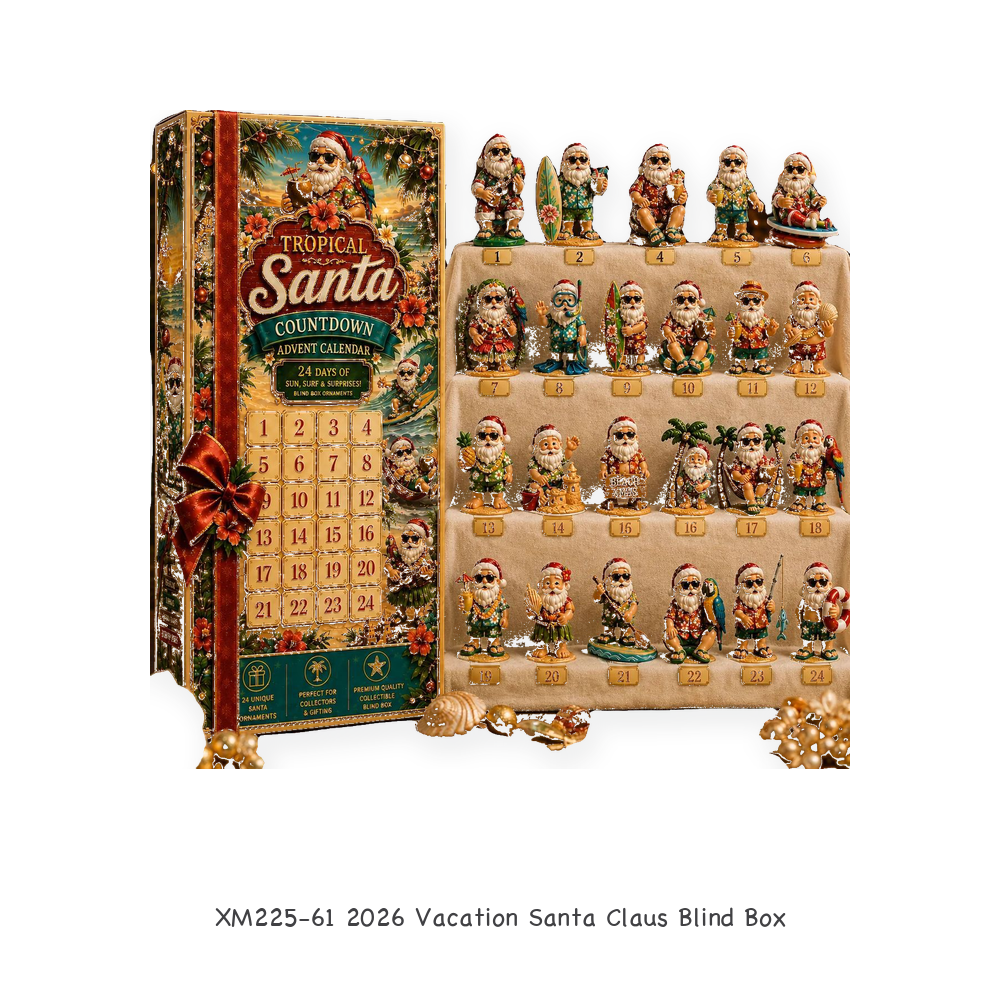 TROPICAL
Santa
COUNTDOWN
ADVENT CALENDAR
24 DAYS OF
SUN, SURF & SURPRISES!
BLIND BOX ORNAMENTS
1 2 3 4
5 6 7 8
9 10 11 12
13 14 15 16
17 18 19 20
21 22 23 24
24 UNIQUE
SANTA
ORNAMENTS
PERFECT FOR
COLLECTORS
& GIFTING
PREMIUM QUALITY
COLLECTIBLE
BLIND BOX
1 2 4 5 6
7 8 9 10 11 12
BEACH
13 14 15 16 17 18
19 20 21 22 23 24
XM225-61 2026 Vacation Santa Claus Blind Box